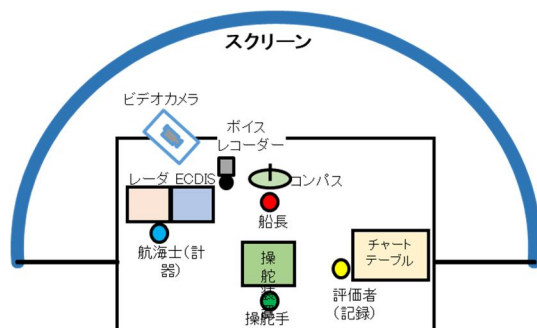 スクリーン
ビデオカメラ
ボイス
レコーダー
レーダ ECDIS
コンパス
船長
航海士(計
器)
チャート
テーブル
操
舵
操舵手
評価者
(記録)